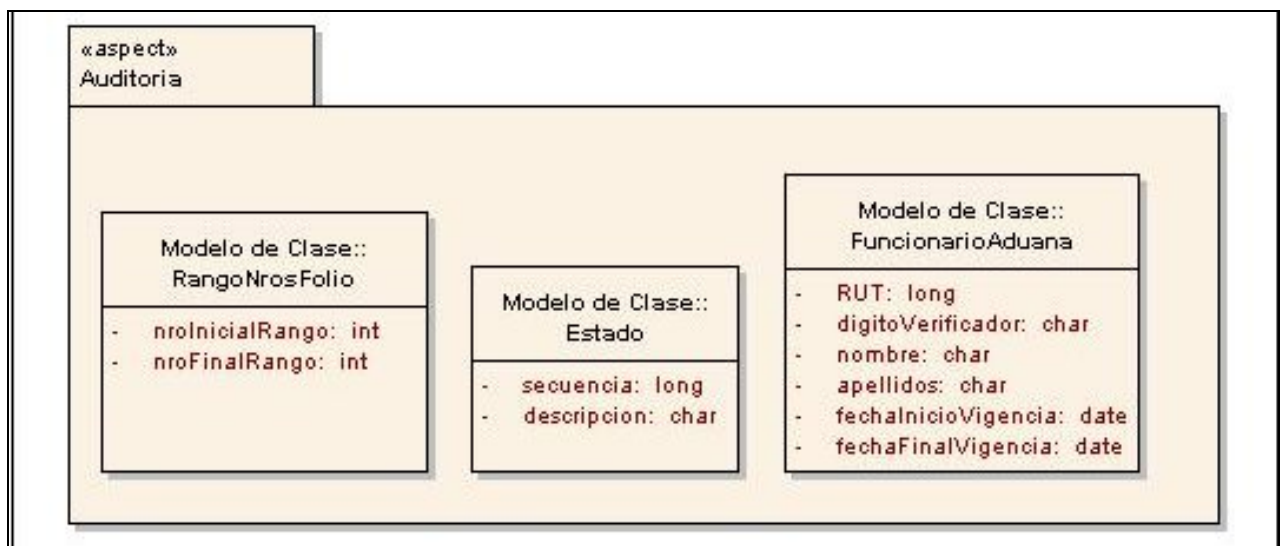 «aspect»
Auditoria
Modelo de Clase::
RangoNrosFolio
- nroInicialRango: int
- nroFinalRango: int
Modelo de Clase::
Estado
- secuencia: long
- descripcion: char
Modelo de Clase::
FuncionarioAduana
- RUT: long
- digitoVerificador: char
- nombre: char
- apellidos: char
- fechaInicioVigencia: date
- fechaFinalVigencia: date